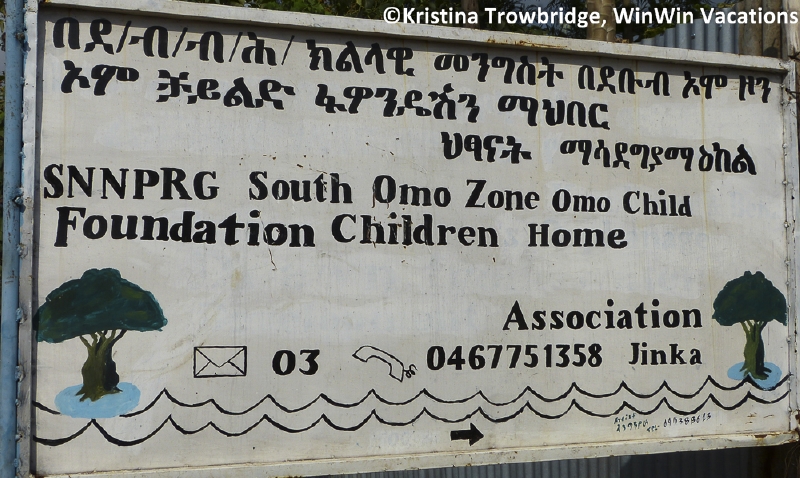 ©Kristina Trowbridge, WinWin Vacations
በደ/ብ/ብ/ሕ/ ክልላዊ መንግስት በደቡብ ኦሞ ዞን
ኦሞ ቻይልድ ፋዎንዴሽን ማህበር
ህፃናት ማሳደግያማዕከል
SNNPRG South Omo Zone Omo Child
Foundation Children Home
Association
03 0467751358 Jinka